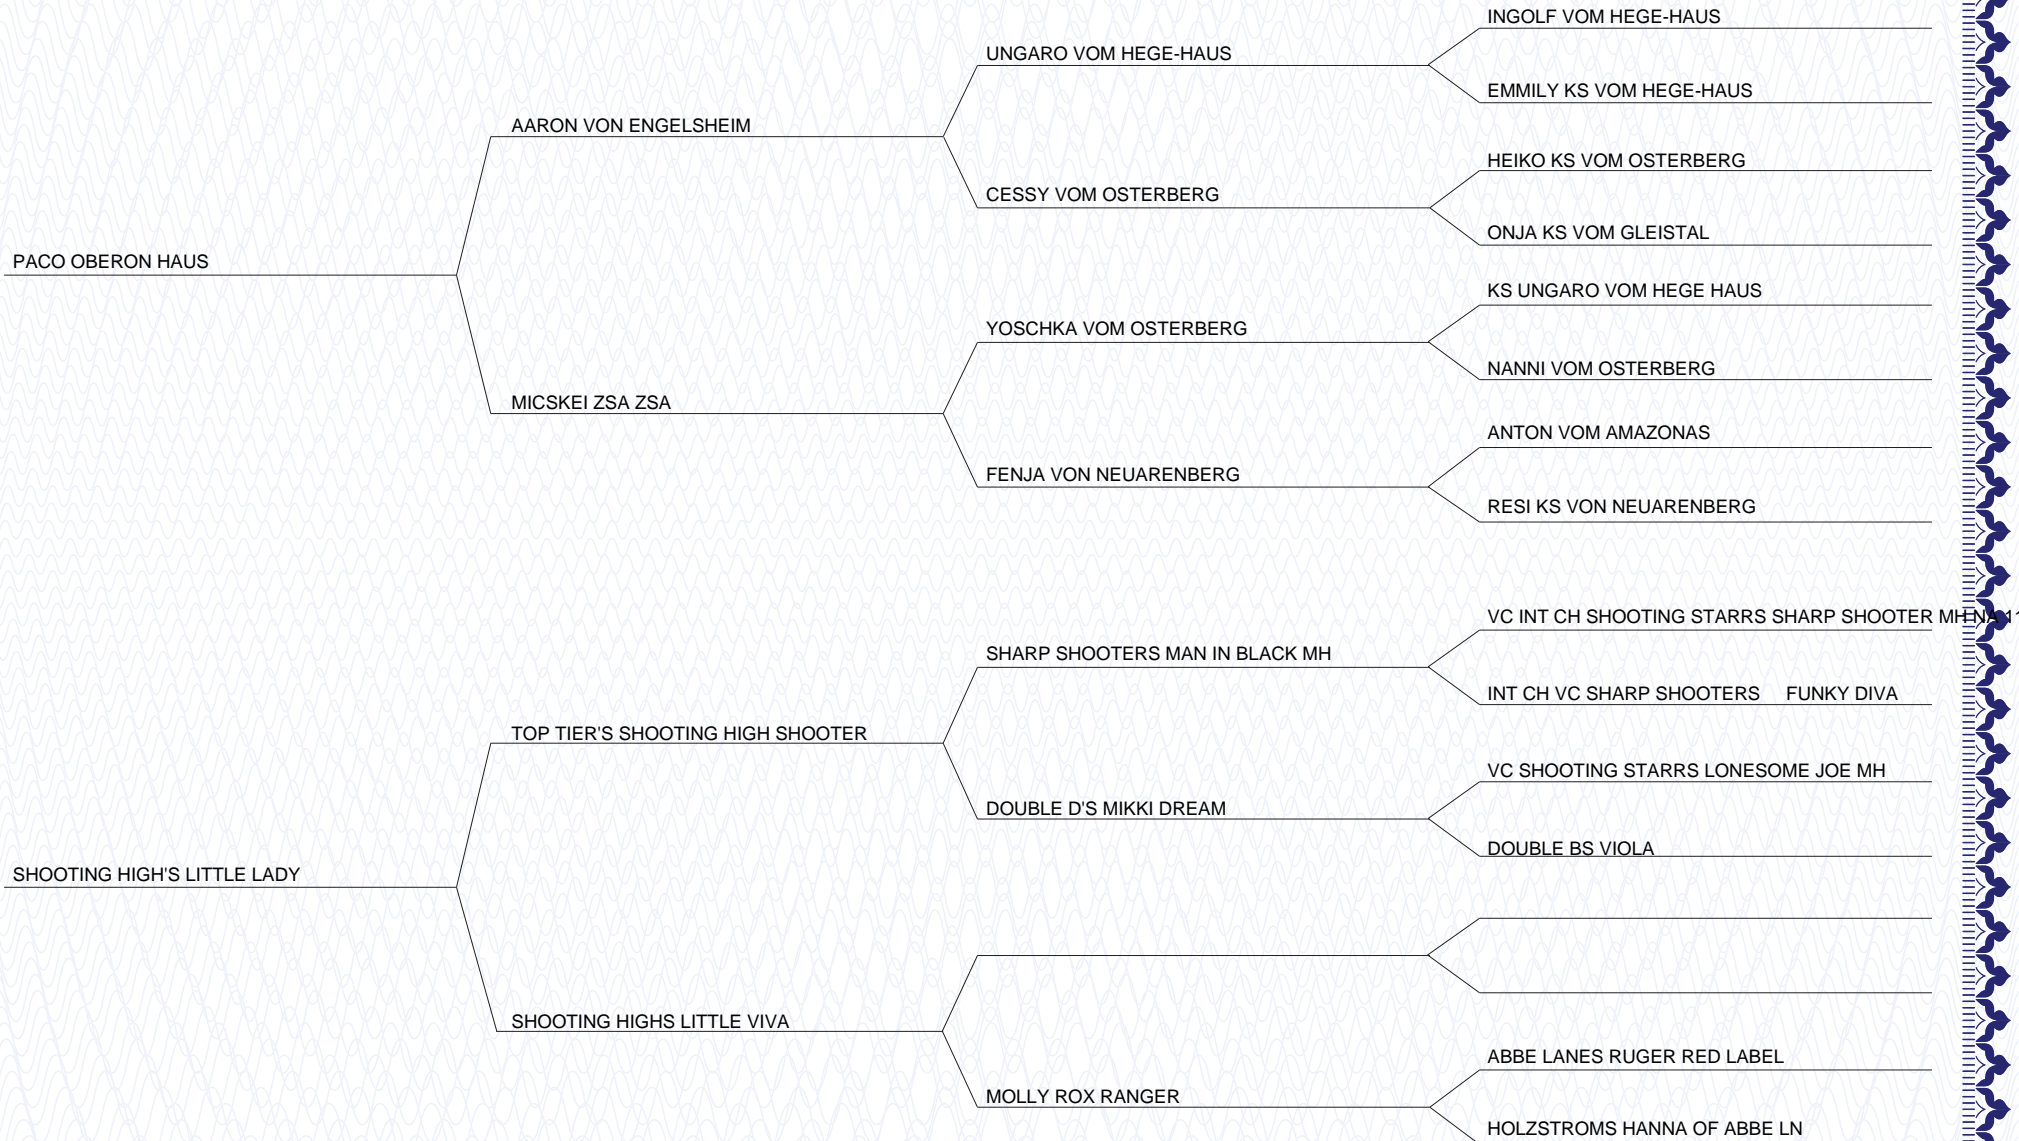 INGOLF VOM HEGE-HAUS
UNGARO VOM HEGE-HAUS
EMMILY KS VOM HEGE-HAUS
AARON VON ENGELSHEIM
HEIKO KS VOM OSTERBERG
CESSY VOM OSTERBERG
ONJA KS VOM GLEISTAL
PACO OBERON HAUS
KS UNGARO VOM HEGE HAUS
YOSCHKA VOM OSTERBERG
NANNI VOM OSTERBERG
MICSKEI ZSA ZSA
ANTON VOM AMAZONAS
FENJA VON NEUARENBERG
RESI KS VON NEUARENBERG
VC INT CH SHOOTING STARRS SHARP SHOOTER MH NA 11
SHARP SHOOTERS MAN IN BLACK MH
INT CH VC SHARP SHOOTERS FUNKY DIVA
TOP TIER'S SHOOTING HIGH SHOOTER
VC SHOOTING STARRS LONESOME JOE MH
DOUBLE D'S MIKKI DREAM
DOUBLE BS VIOLA
SHOOTING HIGH'S LITTLE LADY
SHOOTING HIGHS LITTLE VIVA
ABBE LANES RUGER RED LABEL
MOLLY ROX RANGER
HOLZSTROMS HANNA OF ABBE LN